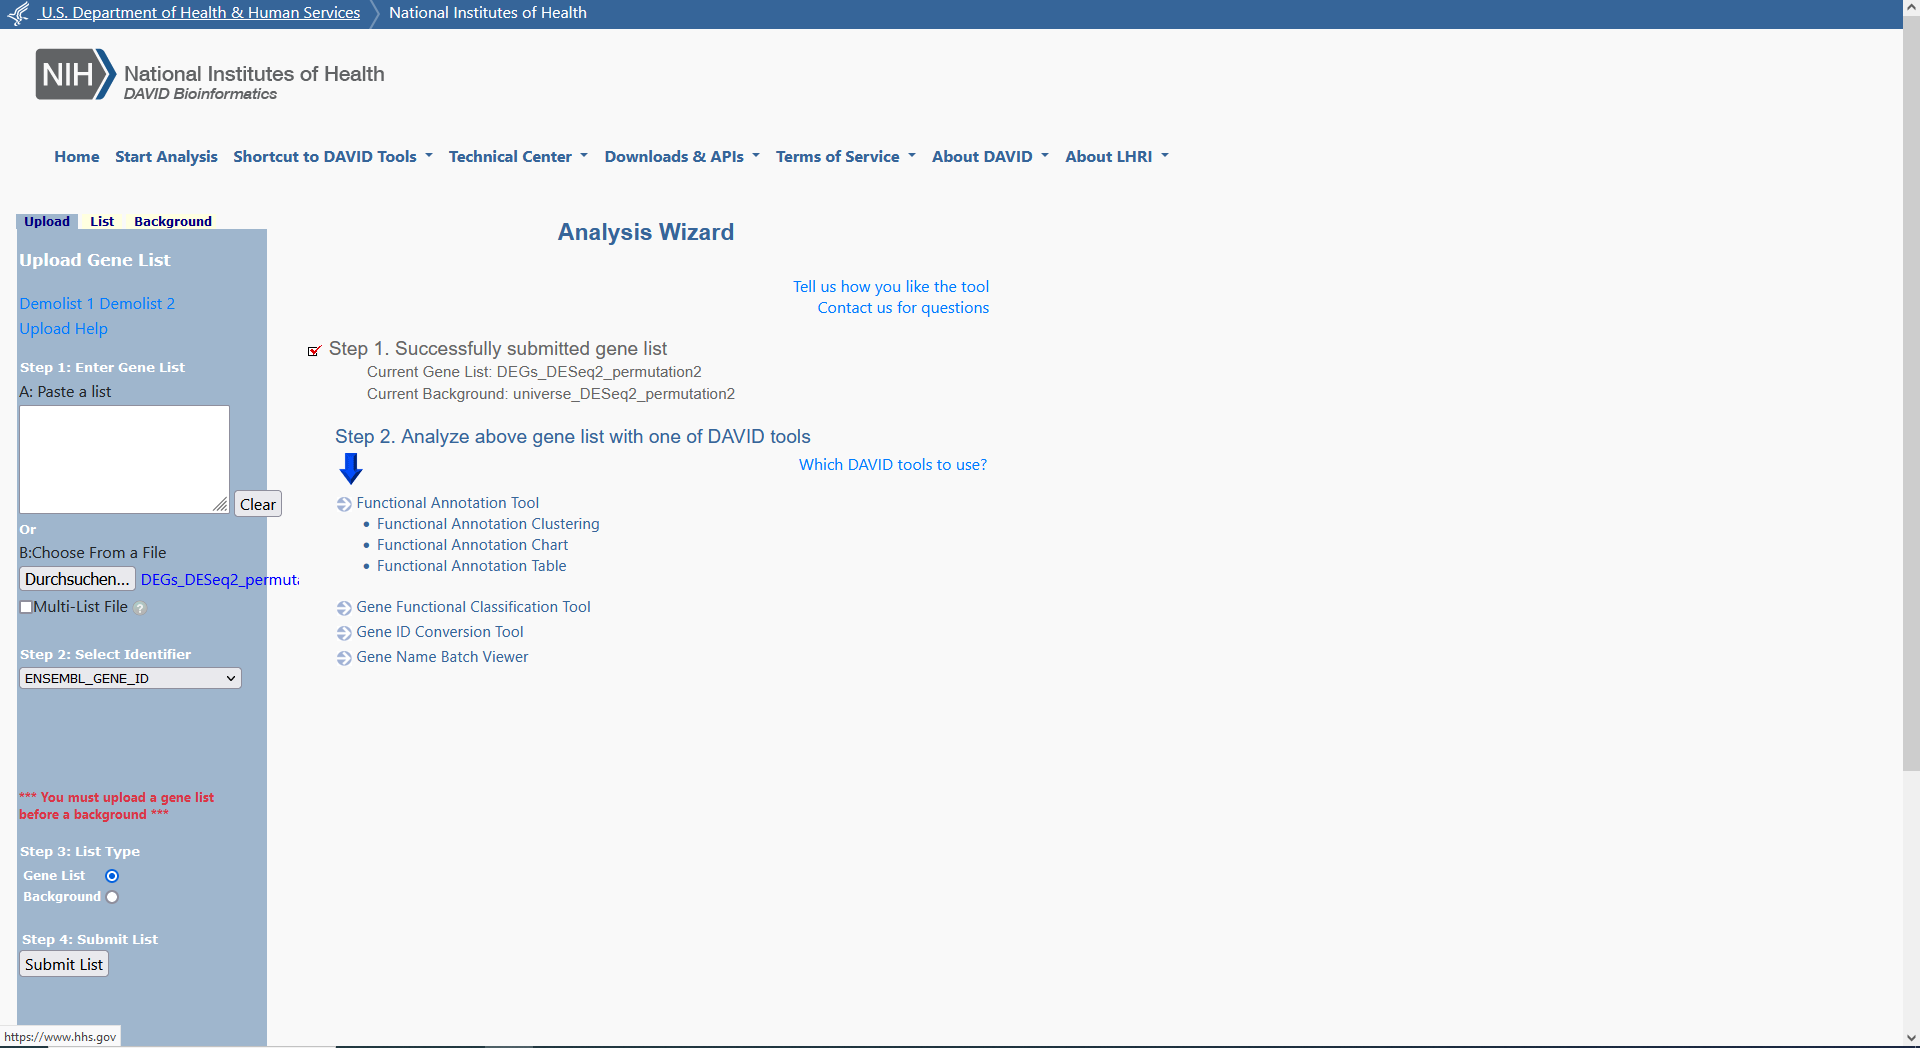 U.S. Department of Health & Human Services National Institutes of Health
NIH National Institutes of Health
DAVID Bioinformatics
Home Start Analysis Shortcut to DAVID Tools Technical Center Downloads & APIs Terms of Service About DAVID About LHRI
Upload List Background
Upload Gene List
Demolist 1 Demolist 2
Upload Help
Step 1: Enter Gene List
A: Paste a list
Clear
Or
B:Choose From a File
Durchsuchen... DEGs_DESeq2_permuta
Multi-List File ?
Step 2: Select Identifier
ENSEMBL_GENE_ID
*** You must upload a gene list
before a background ***
Step 3: List Type
Gene List
Background
Step 4: Submit List
Submit List
Analysis Wizard
Tell us how you like the tool
Contact us for questions
Step 1. Successfully submitted gene list
Current Gene List: DEGs_DESeq2_permutation2
Current Background: universe_DESeq2_permutation2
Step 2. Analyze above gene list with one of DAVID tools
Which DAVID tools to use?
Functional Annotation Tool
• Functional Annotation Clustering
• Functional Annotation Chart
• Functional Annotation Table
Gene Functional Classification Tool
Gene ID Conversion Tool
Gene Name Batch Viewer
https://www.hhs.gov